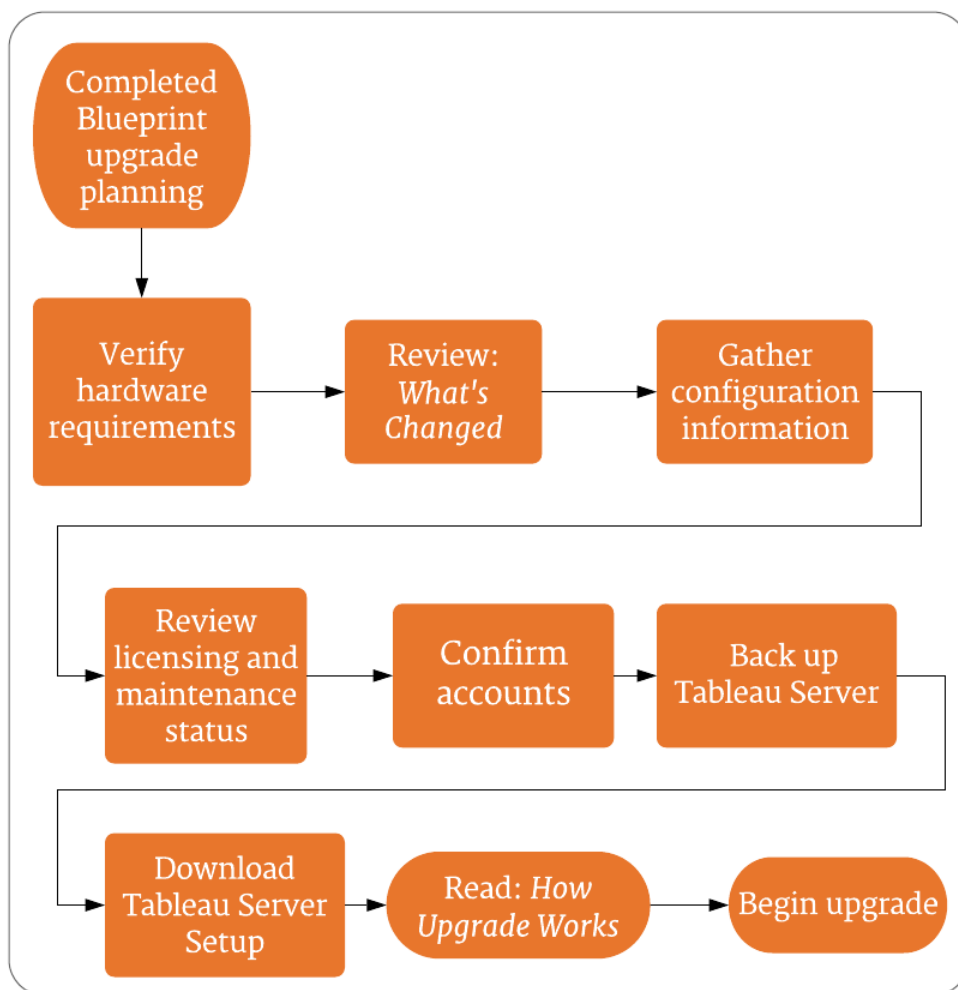 Completed
Blueprint
upgrade
planning
Verify
hardware
requirements
Review:
What's
Changed
Gather
configuration
information
Review
licensing and
maintenance
status
Confirm
accounts
Back up
Tableau Server
Download
Tableau Server
Setup
Read: How
Upgrade Works
Begin upgrade